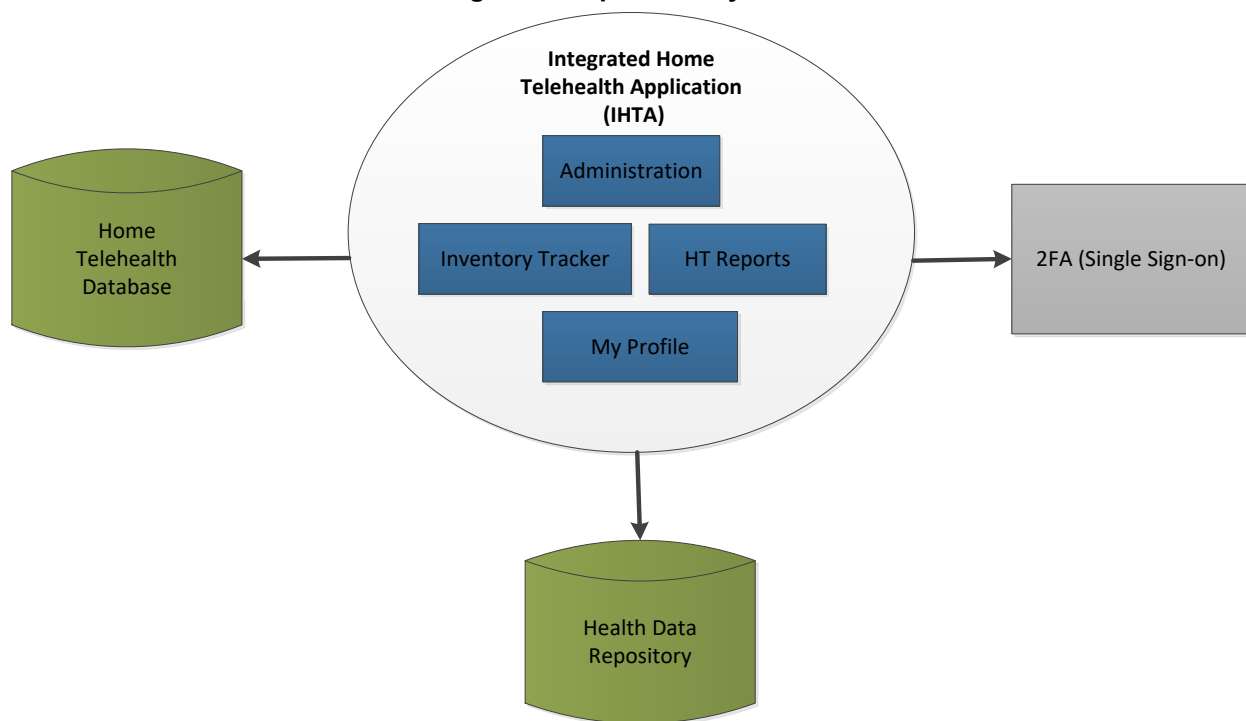 Integrated Home
Telehealth Application
(IHTA)
Administration
Inventory Tracker
HT Reports
My Profile
Home
Telehealth
Database
2FA (Single Sign-on)
Health Data
Repository